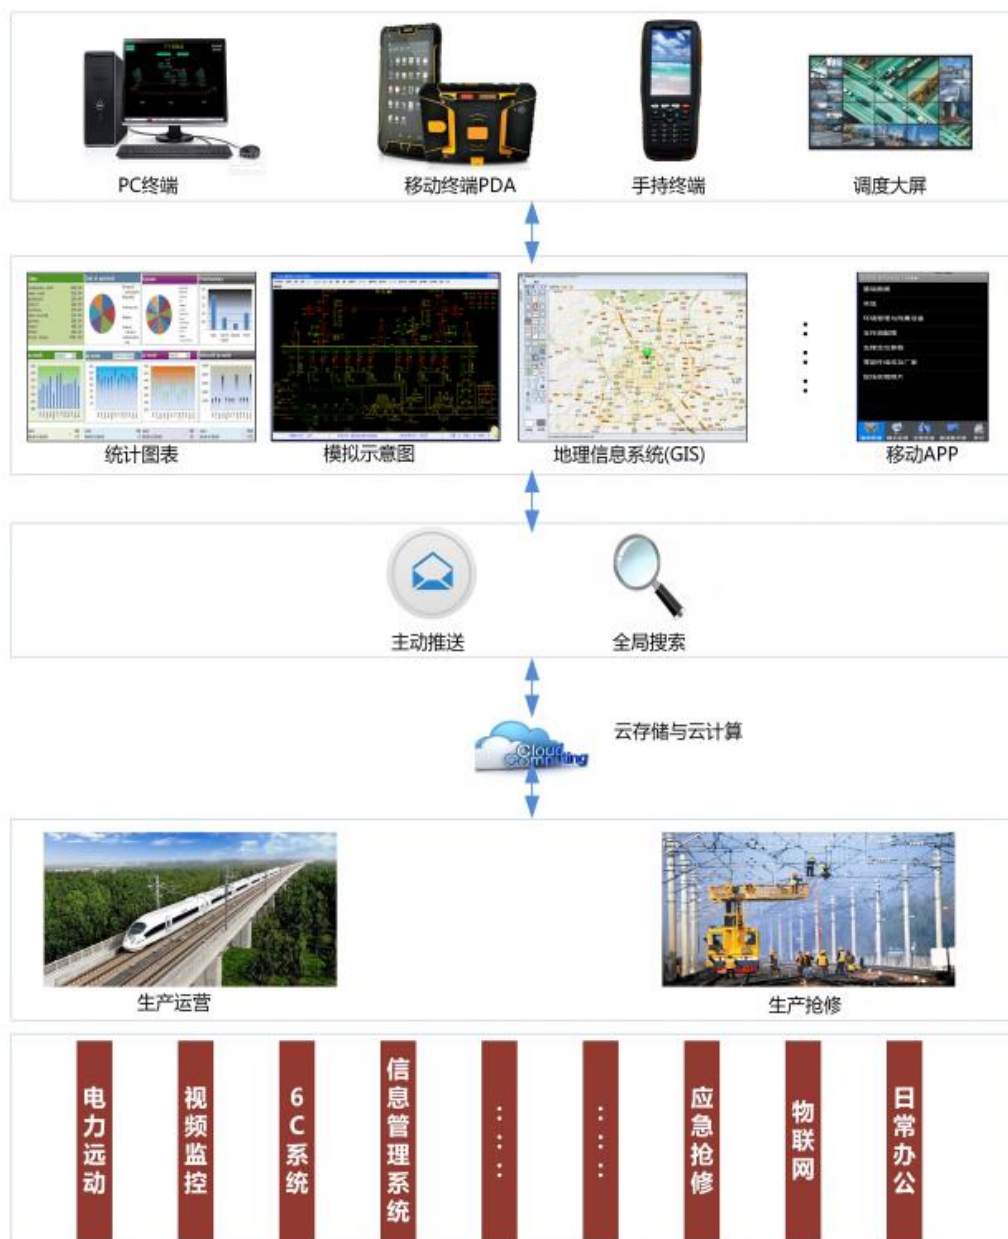 PC终端
移动终端PDA
手持终端
调度大屏
统计图表
模拟示意图
地理信息系统(GIS)
移动APP
主动推送
全局搜索
云存储与云计算
Cloud
Computing
生产运营
生产抢修
电力远动
视频监控
6C系统
信息管理系统
……
……
应急抢修
物联网
日常办公